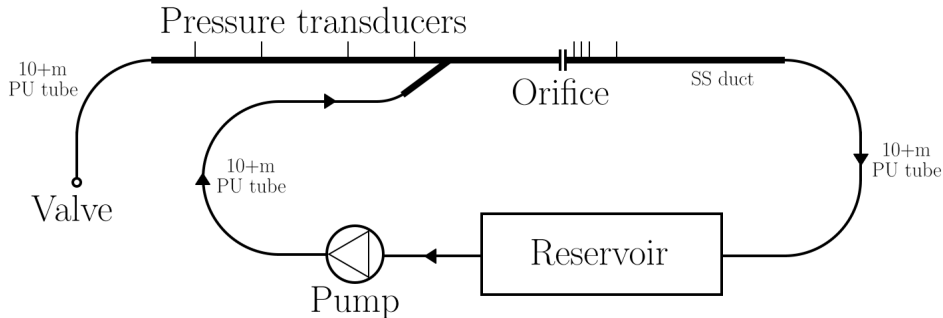 Pressure transducers
10+m
PU tube
Orifice
SS duct
10+m
PU tube
10+m
PU tube
Valve
Reservoir
Pump